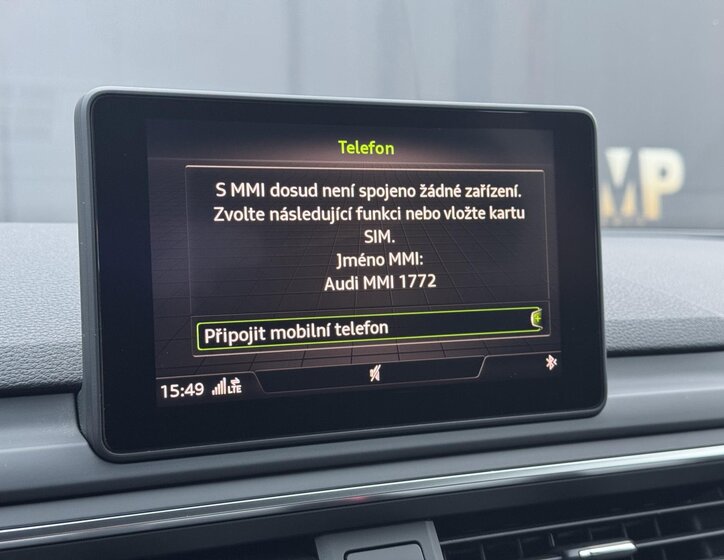 Telefon
S MMI dosud není spojeno žádné zařízení.
Zvolte následující funkci nebo vložte kartu
SIM.
Jméno MMI:
Audi MMI 1772
Připojit mobilní telefon
15:49 LTE
MP